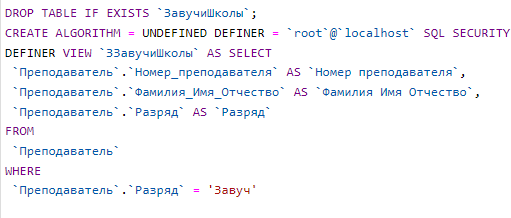 DROP TABLE IF EXISTS `ЗавучиШколы`;
CREATE ALGORITHM = UNDEFINED DEFINER = `root`@`localhost` SQL SECURITY
DEFINER VIEW `ЗЗавучиШколы` AS SELECT
`Преподаватель`.`Номер_преподавателя` AS `Номер преподавателя`,
`Преподаватель`.`Фамилия_Имя_Отчество` AS `Фамилия Имя Отчество`,
`Преподаватель`.`Разряд` AS `Разряд`
FROM
`Преподаватель`
WHERE
`Преподаватель`.`Разряд` = 'Завуч'